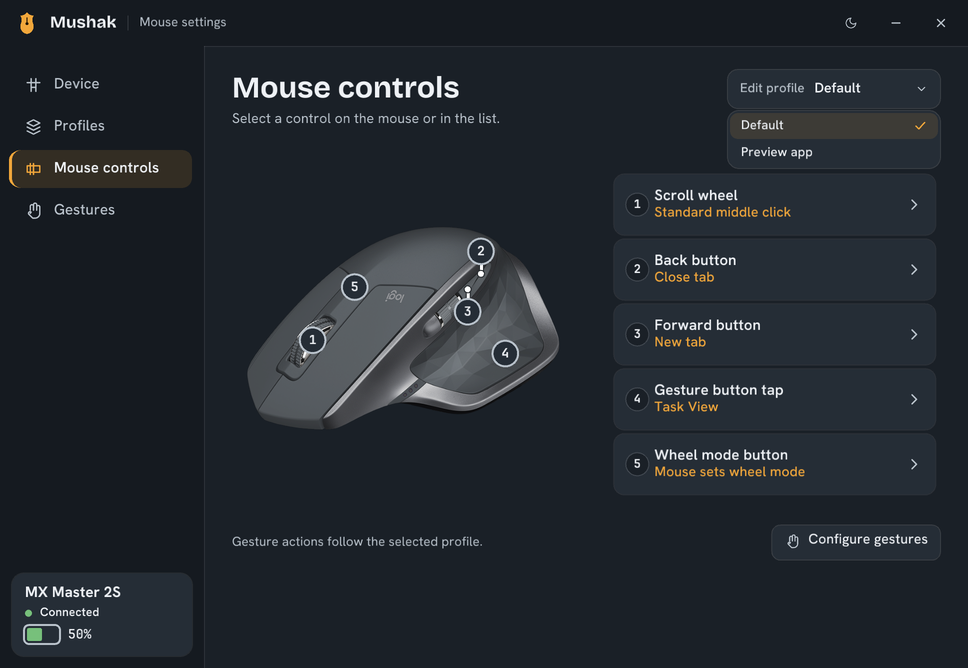 Mushak
Mouse settings
Device
Profiles
Mouse controls
Gestures
Mouse controls
Select a control on the mouse or in the list.
Edit profile Default
Default
Preview app
1 Scroll wheel
Standard middle click
2 Back button
Close tab
3 Forward button
New tab
4 Gesture button tap
Task View
5 Wheel mode button
Mouse sets wheel mode
2
5
logi
3
1
4
Gesture actions follow the selected profile.
Configure gestures
MX Master 2S
Connected
50%